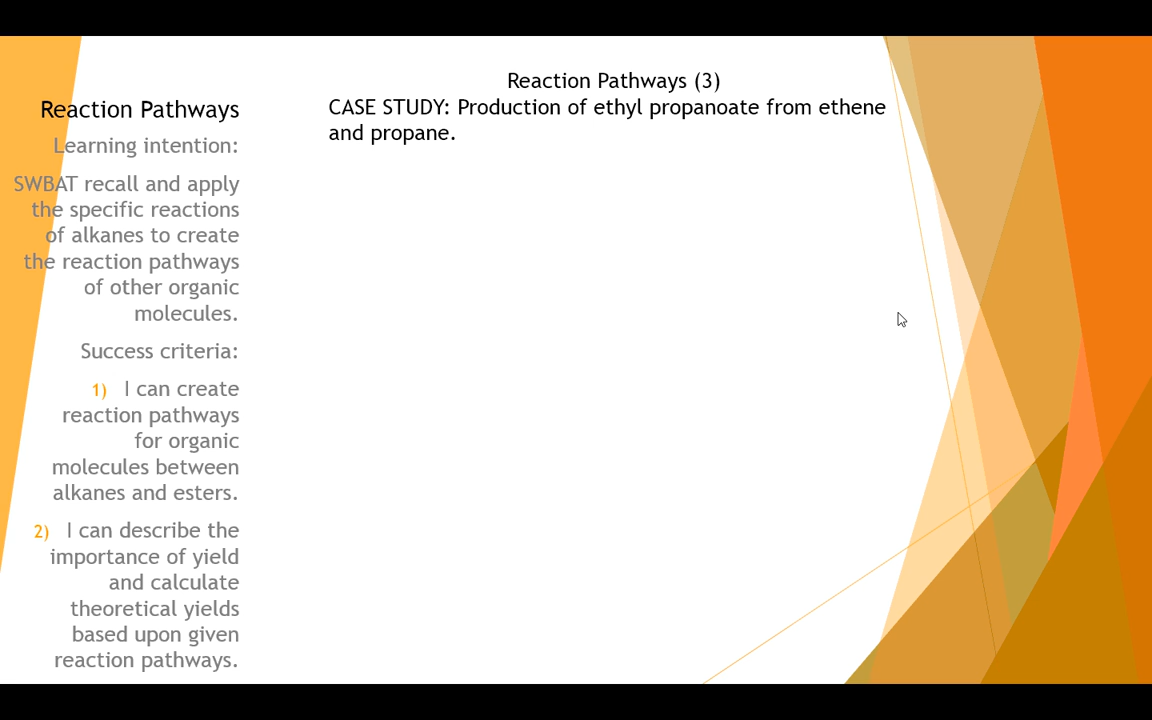 Reaction Pathways
Learning intention:
SWBAT recall and apply
the specific reactions
of alkanes to create
the reaction pathways
of other organic
molecules.
Success criteria:
1) I can create
reaction pathways
for organic
molecules between
alkanes and esters.
2) I can describe the
importance of yield
and calculate
theoretical yields
based upon given
reaction pathways.
Reaction Pathways (3)
CASE STUDY: Production of ethyl propanoate from ethene
and propane.